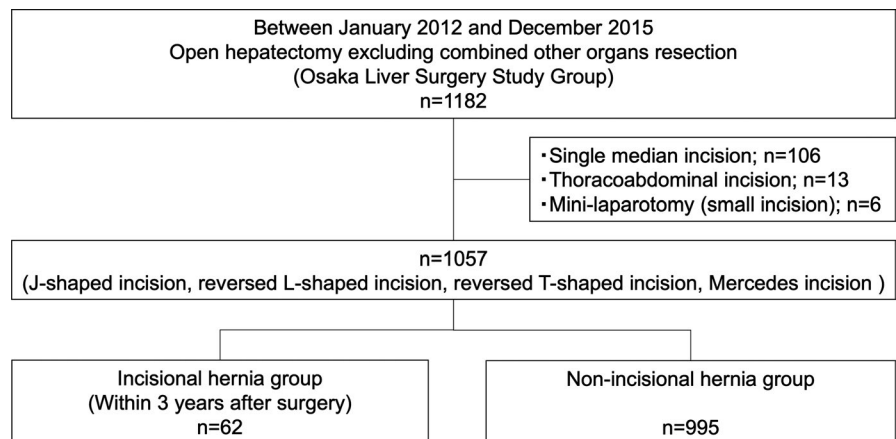 Between January 2012 and December 2015
Open hepatectomy excluding combined other organs resection
(Osaka Liver Surgery Study Group)
n=1182
・Single median incision; n=106
・Thoracoabdominal incision; n=13
・Mini-laparotomy (small incision); n=6
n=1057
(J-shaped incision, reversed L-shaped incision, reversed T-shaped incision, Mercedes incision )
Incisional hernia group
(Within 3 years after surgery)
n=62
Non-incisional hernia group
n=995